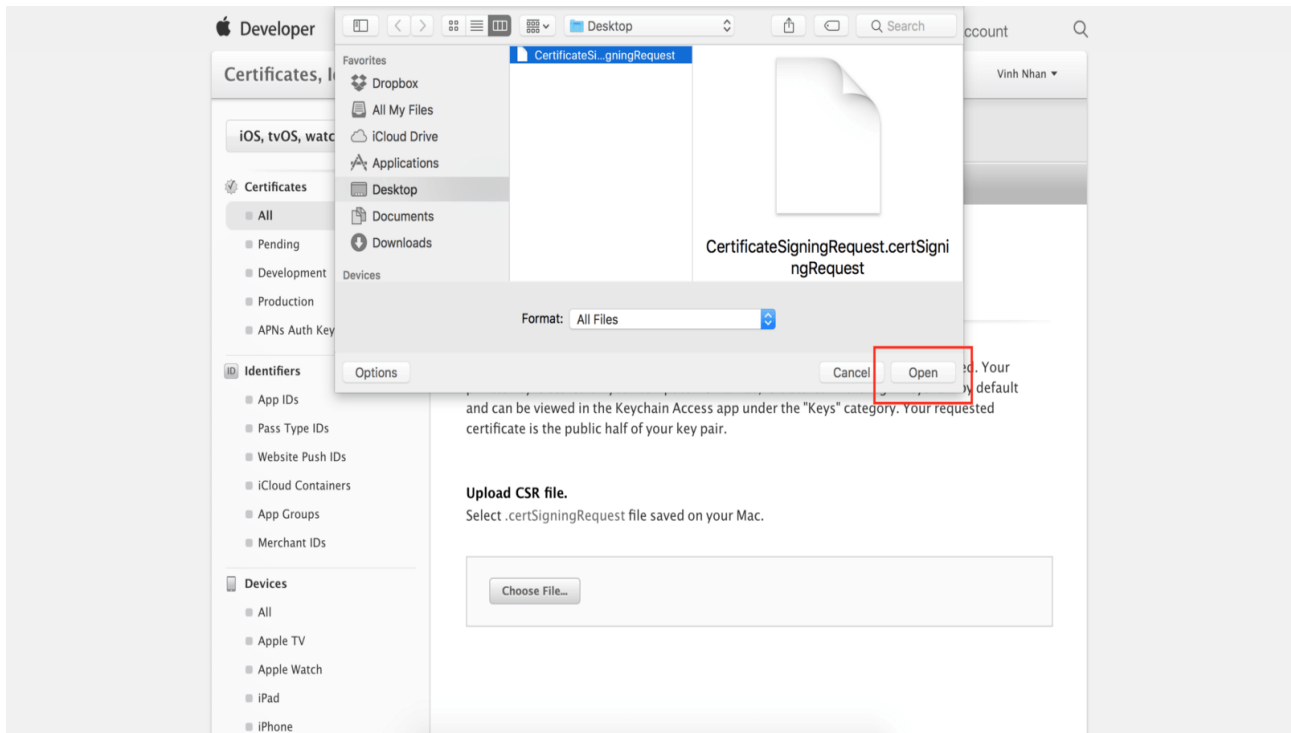 Developer
Desktop
Search
ccount
Certificates, I
Vinh Nhan
iOS, tvOS, watc
Certificates
All
Pending
Development
Production
APNs Auth Key
Identifiers
App IDs
Pass Type IDs
Website Push IDs
iCloud Containers
App Groups
Merchant IDs
Devices
All
Apple TV
Apple Watch
iPad
iPhone
Favorites
Dropbox
All My Files
iCloud Drive
Applications
Desktop
Documents
Downloads
Devices
CertificateSi...gningRequest
CertificateSigningRequest.certSigni
ngRequest
Format: All Files
Options
Cancel
Open
ed. Your
by default
and can be viewed in the Keychain Access app under the "Keys" category. Your requested
certificate is the public half of your key pair.
Upload CSR file.
Select .certSigningRequest file saved on your Mac.
Choose File...